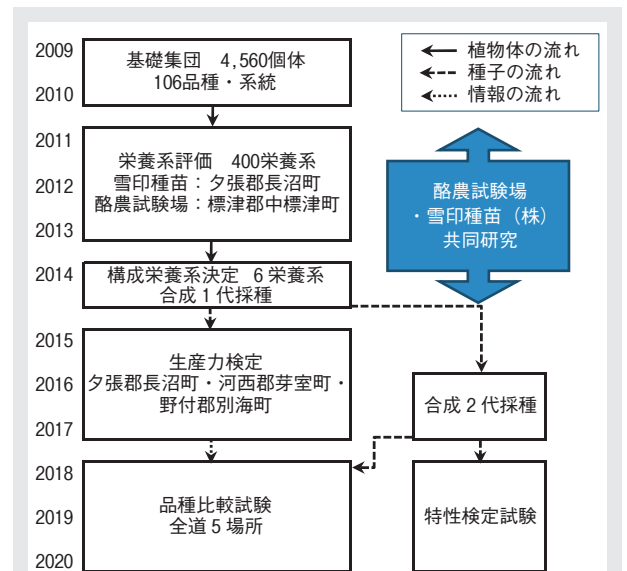 2009
2010
2011
2012
2013
2014
2015
2016
2017
2018
2019
2020
基礎集団　4,560個体
106品種・系統
栄養系評価　400栄養系
雪印種苗：夕張郡長沼町
酪農試験場：標津郡中標津町
構成栄養系決定　6栄養系
合成1代採種
生産力検定
夕張郡長沼町・河西郡芽室町・
野付郡別海町
品種比較試験
全道5場所
植物体の流れ
種子の流れ
情報の流れ
酪農試験場
・雪印種苗（株）
共同研究
合成2代採種
特性検定試験